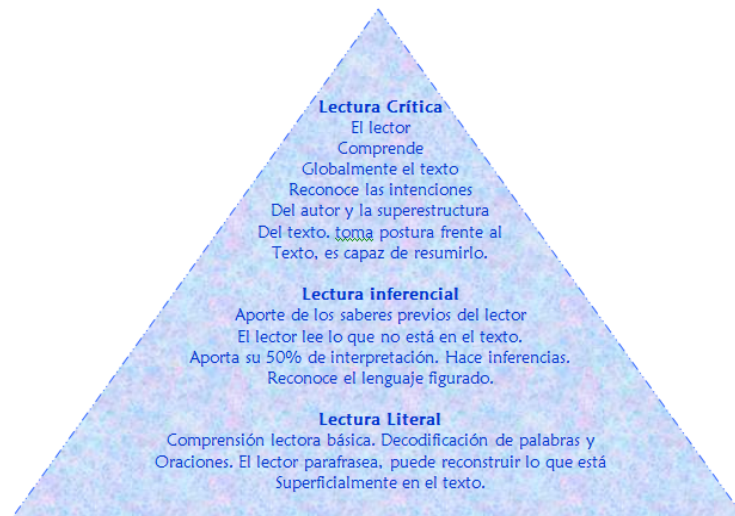 Lectura Crítica
El lector
Comprende
Globalmente el texto
Reconoce las intenciones
Del autor y la superestructura
Del texto. toma postura frente al
Texto, es capaz de resumirlo.
Lectura inferencial
Aporte de los saberes previos del lector
El lector lee lo que no está en el texto.
Aporta su 50% de interpretación. Hace inferencias.
Reconoce el lenguaje figurado.
Lectura Literal
Comprensión lectora básica. Decodificación de palabras y
Oraciones. El lector parafrasea, puede reconstruir lo que está
Superficialmente en el texto.